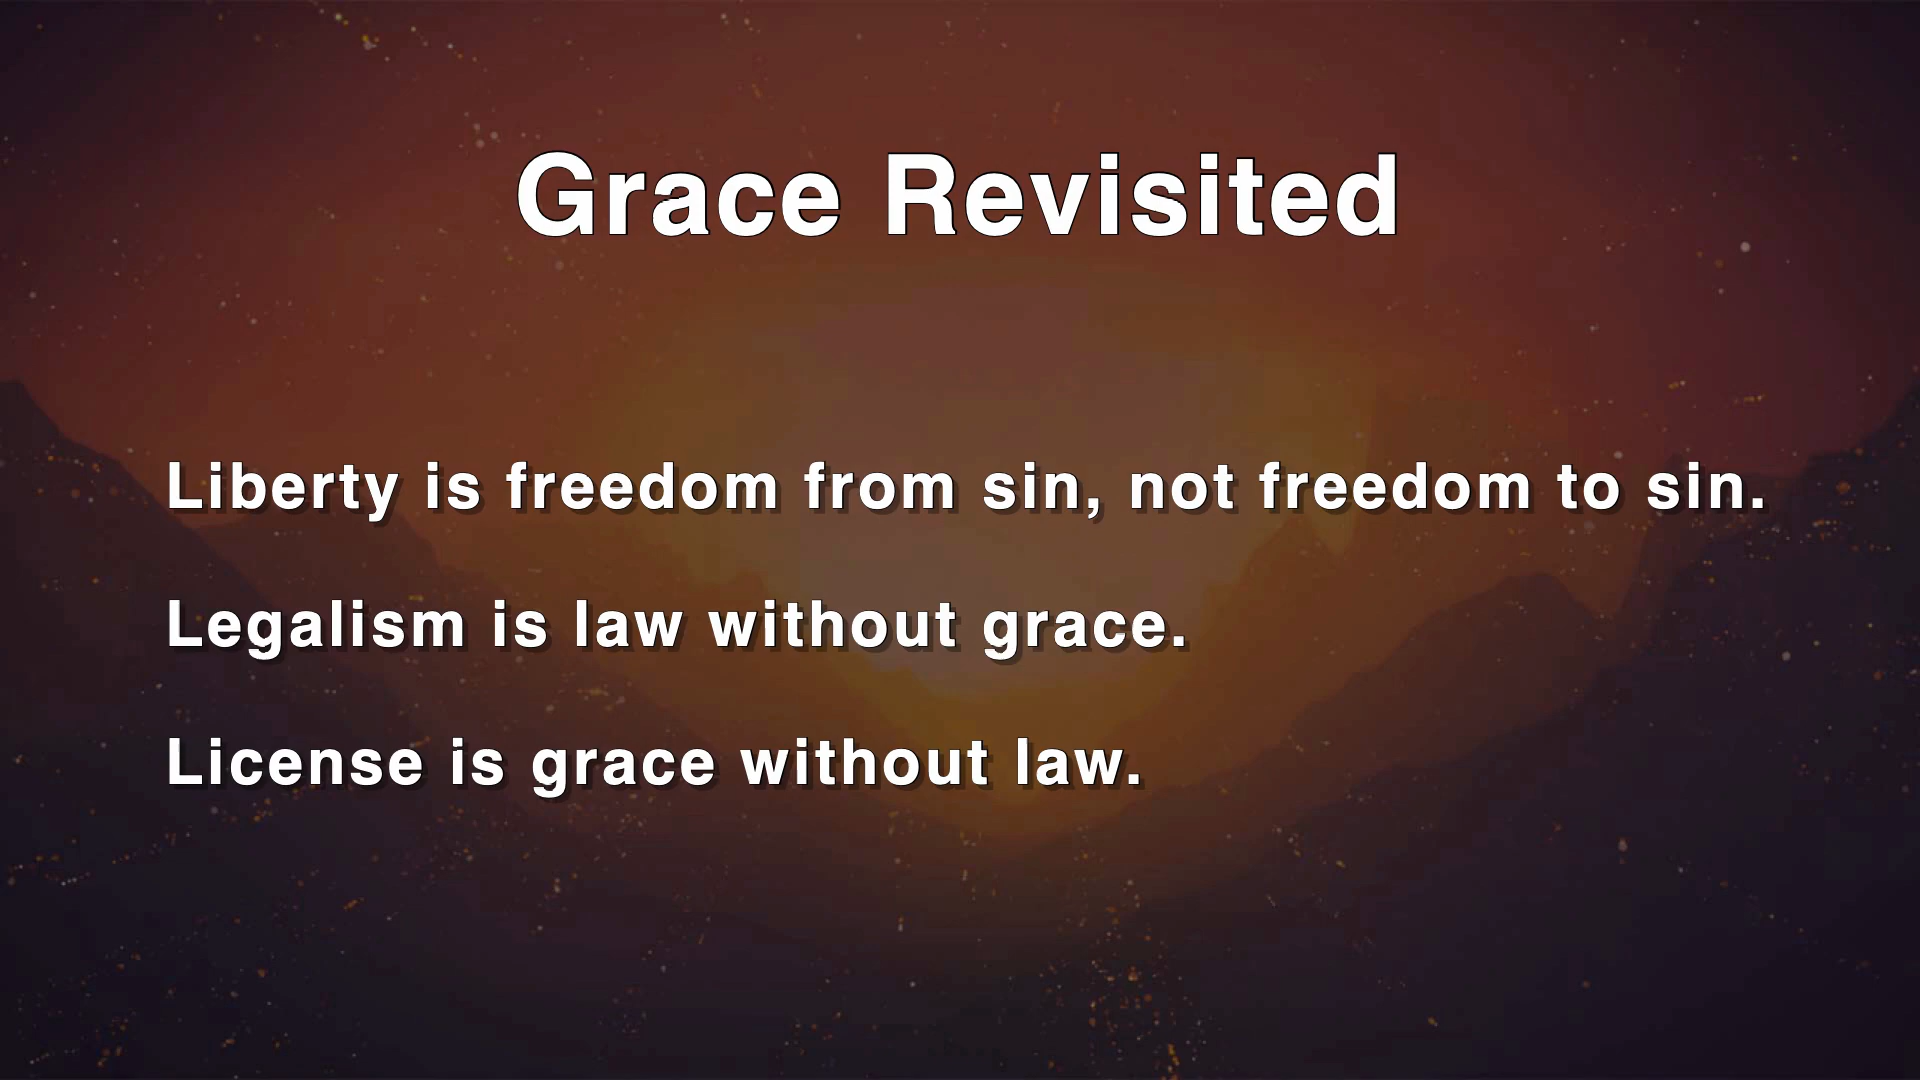 Grace Revisited
Liberty is freedom from sin, not freedom to sin.
Legalism is law without grace.
License is grace without law.